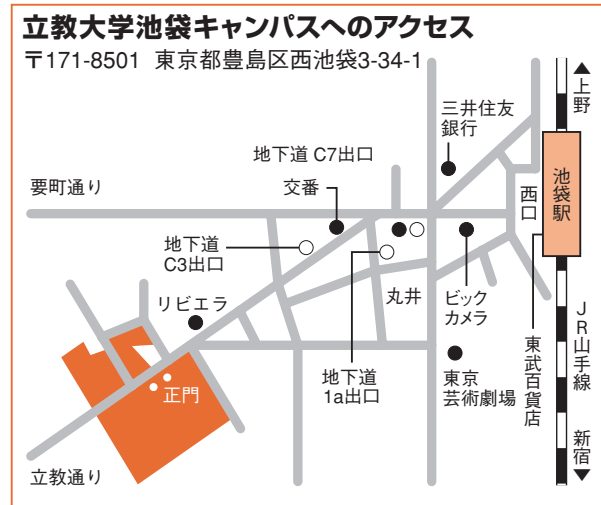 立教大学池袋キャンパスへのアクセス
〒171-8501 東京都豊島区西池袋3-34-1
▲上野
三井住友
銀行
地下道 C7出口
要町通り
交番
西口
池袋駅
地下道
C3出口
リビエラ
丸井
ビック
カメラ
JR山手線
東武百貨店
地下道
1a出口
東京
芸術劇場
正門
立教通り
新宿▼